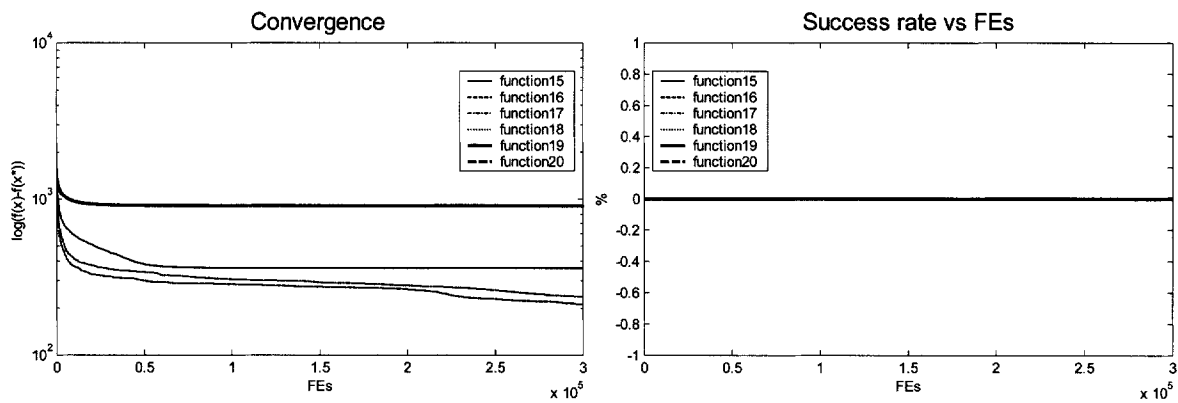 Convergence
10^4
10^3
10^2
log(f(x)-f(x*))
function15
function16
function17
function18
function19
function20
0 0.5 1 1.5 2 2.5 3
FEs
x 10^5
Success rate vs FEs
1
0.8
0.6
0.4
0.2
0
-0.2
-0.4
-0.6
-0.8
-1
%
function15
function16
function17
function18
function19
function20
0 0.5 1 1.5 2 2.5 3
FEs
x 10^5